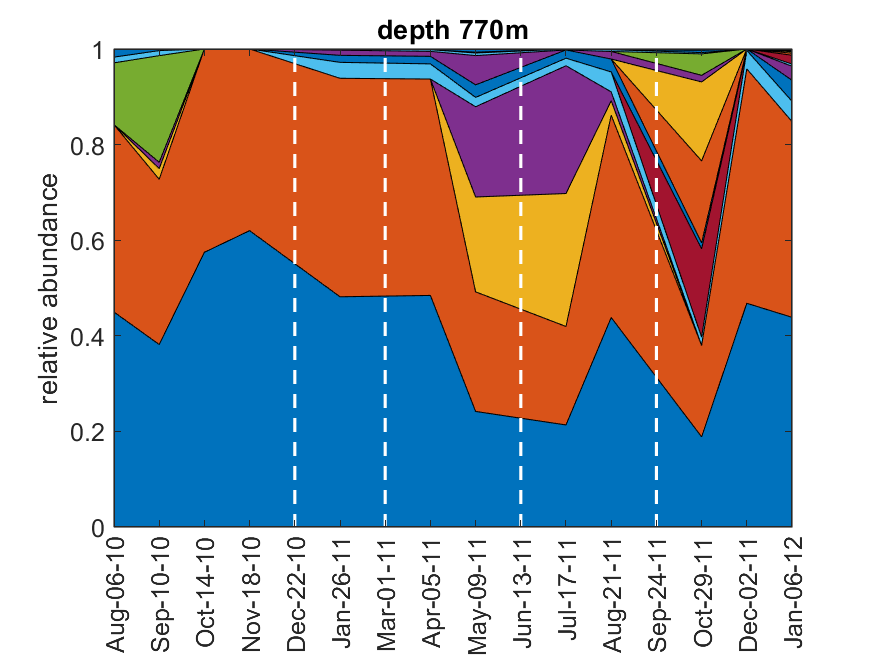 depth 770m
relative abundance
1
0.8
0.6
0.4
0.2
0
Aug-06-10
Sep-10-10
Oct-14-10
Nov-18-10
Dec-22-10
Jan-26-11
Mar-01-11
Apr-05-11
May-09-11
Jun-13-11
Jul-17-11
Aug-21-11
Sep-24-11
Oct-29-11
Dec-02-11
Jan-06-12